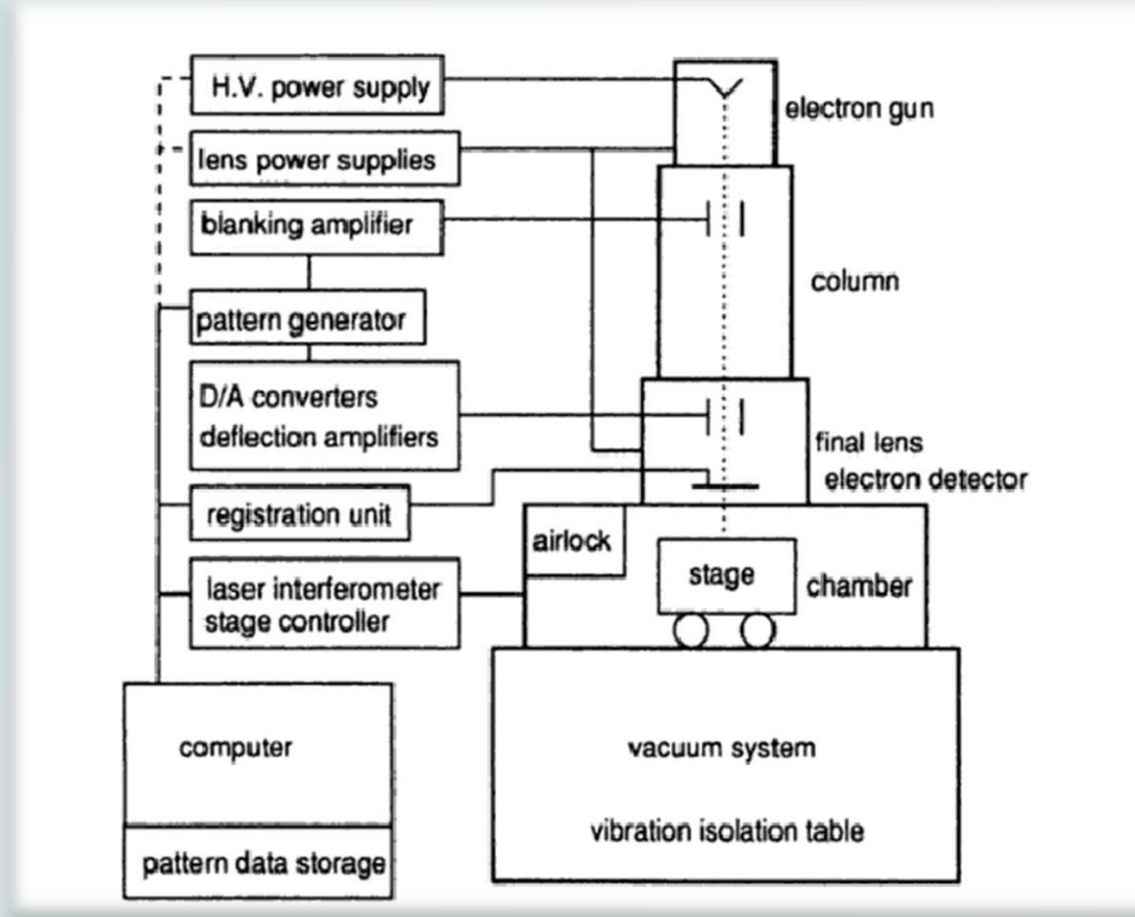 H.V. power supply
electron gun
lens power supplies
blanking amplifier
column
pattern generator
D/A converters
deflection amplifiers
final lens
electron detector
registration unit
airlock
stage
chamber
laser interferometer
stage controller
computer
vacuum system
vibration isolation table
pattern data storage